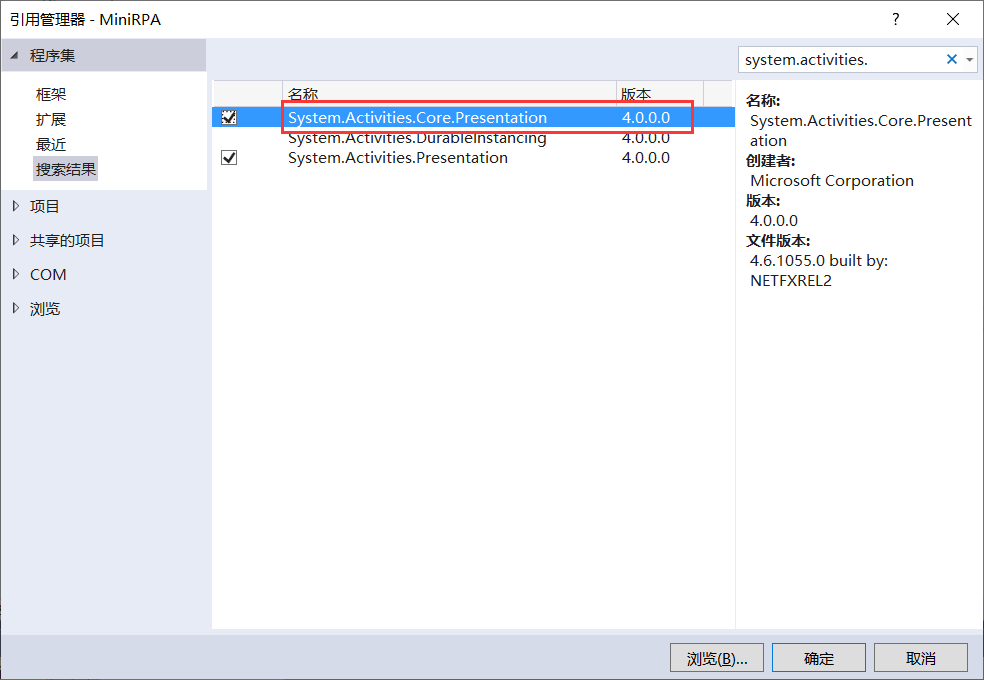 引用管理器 - MiniRPA
?
程序集
框架
扩展
最近
搜索结果
项目
共享的项目
COM
浏览
名称 版本
System.Activities.Core.Presentation 4.0.0.0
System.Activities.DurableInstancing 4.0.0.0
System.Activities.Presentation 4.0.0.0
system.activities.
名称:
System.Activities.Core.Present
ation
创建者:
Microsoft Corporation
版本:
4.0.0.0
文件版本:
4.6.1055.0 built by:
NETFXREL2
浏览(B)... 确定 取消